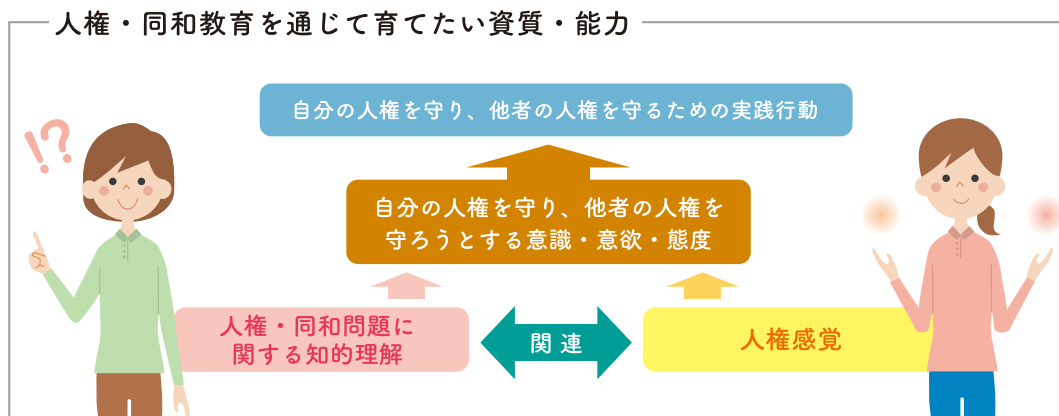 人権・同和教育を通じて育てたい資質・能力
自分の人権を守り、他者の人権を守るための実践行動
!?
自分の人権を守り、他者の人権を
守ろうとする意識・意欲・態度
人権・同和問題に
関する知的理解
関連
人権感覚